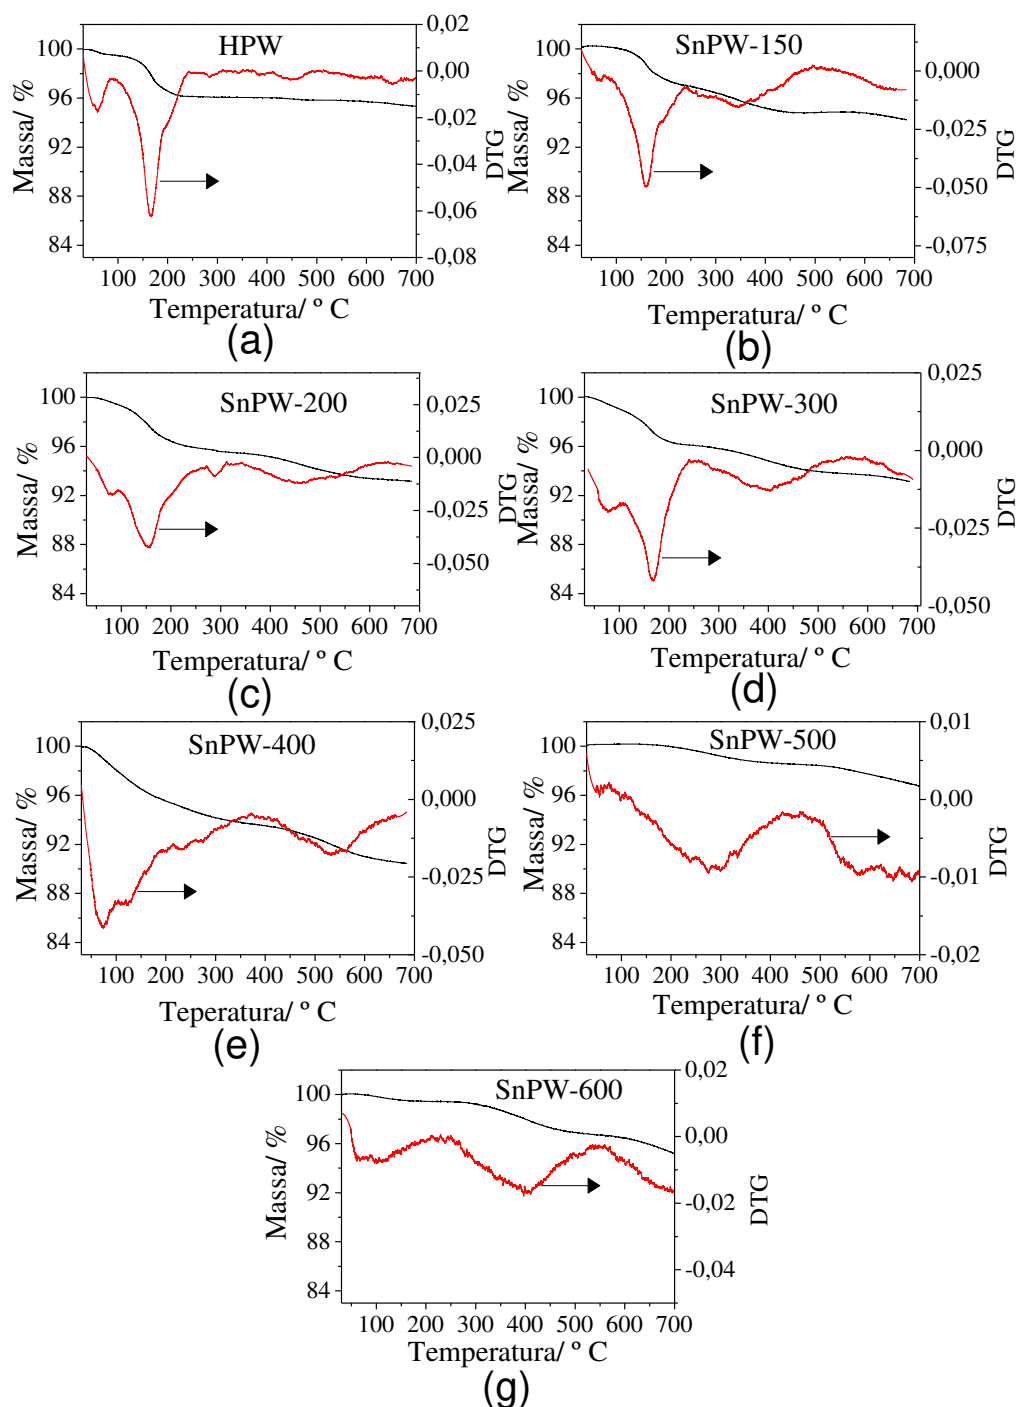 HPW
Massa/ %
100
96
92
88
84
0,02
0,00
-0,02
-0,04
-0,06
-0,08
DTG
100 200 300 400 500 600 700
Temperatura/ º C
(a)
SnPW-150
Massa/ %
100
96
92
88
84
0,000
-0,025
-0,050
-0,075
DTG
100 200 300 400 500 600 700
Temperatura/ º C
(b)
SnPW-200
Massa/ %
100
96
92
88
84
0,025
0,000
-0,025
-0,050
DTG
100 200 300 400 500 600 700
Temperatura/ º C
(c)
SnPW-300
Massa/ %
100
96
92
88
84
0,025
0,000
-0,025
-0,050
DTG
100 200 300 400 500 600 700
Temperatura/ º C
(d)
SnPW-400
Massa/ %
100
96
92
88
84
0,025
0,000
-0,025
-0,050
DTG
100 200 300 400 500 600 700
Teperatura/ º C
(e)
SnPW-500
Massa/ %
100
96
92
88
84
0,01
0,00
-0,01
-0,02
DTG
100 200 300 400 500 600 700
Temperatura/ º C
(f)
SnPW-600
Massa/ %
100
96
92
88
84
0,02
0,00
-0,02
-0,04
DTG
100 200 300 400 500 600 700
Temperatura/ º C
(g)